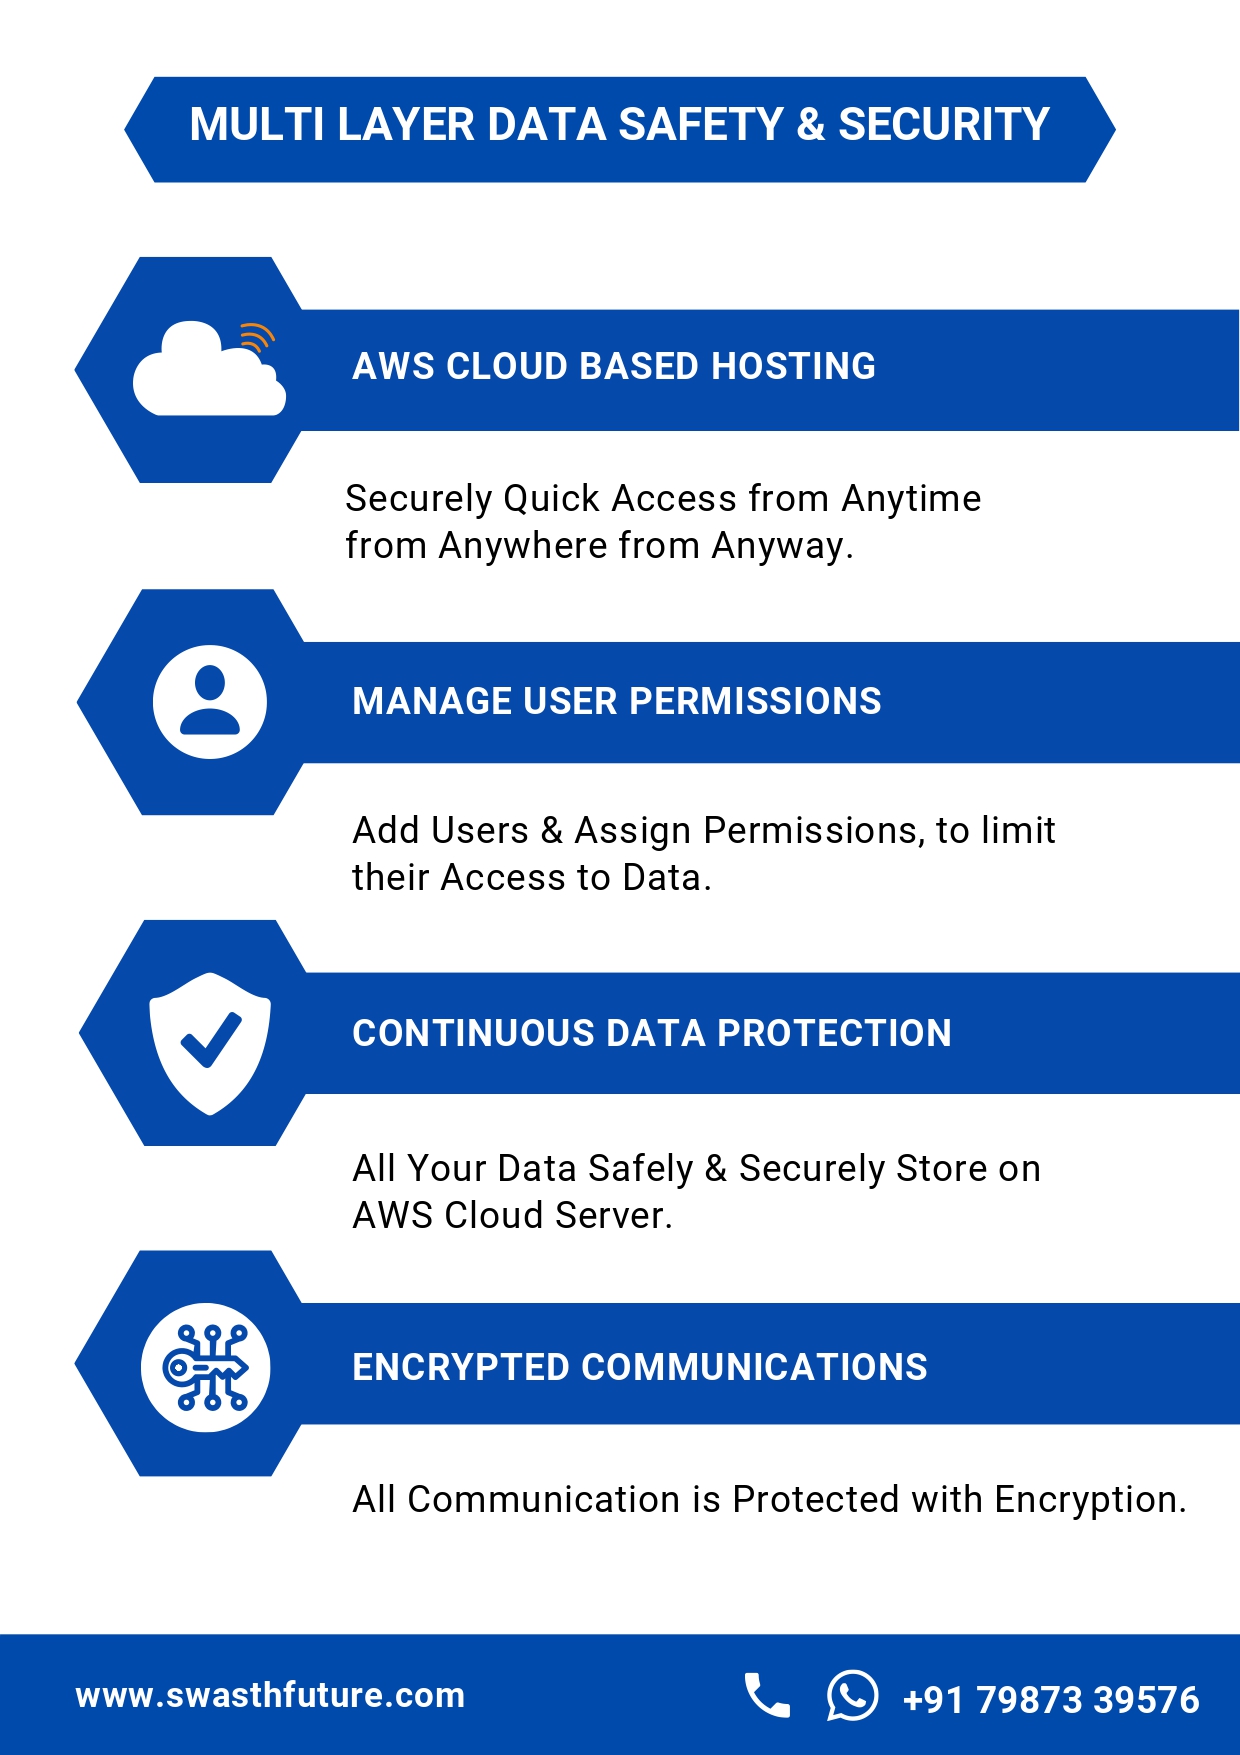 MULTI LAYER DATA SAFETY & SECURITY
AWS CLOUD BASED HOSTING
Securely Quick Access from Anytime
from Anywhere from Anyway.
MANAGE USER PERMISSIONS
Add Users & Assign Permissions, to limit
their Access to Data.
CONTINUOUS DATA PROTECTION
All Your Data Safely & Securely Store on
AWS Cloud Server.
ENCRYPTED COMMUNICATIONS
All Communication is Protected with Encryption.
www.swasthfuture.com
+91 79873 39576